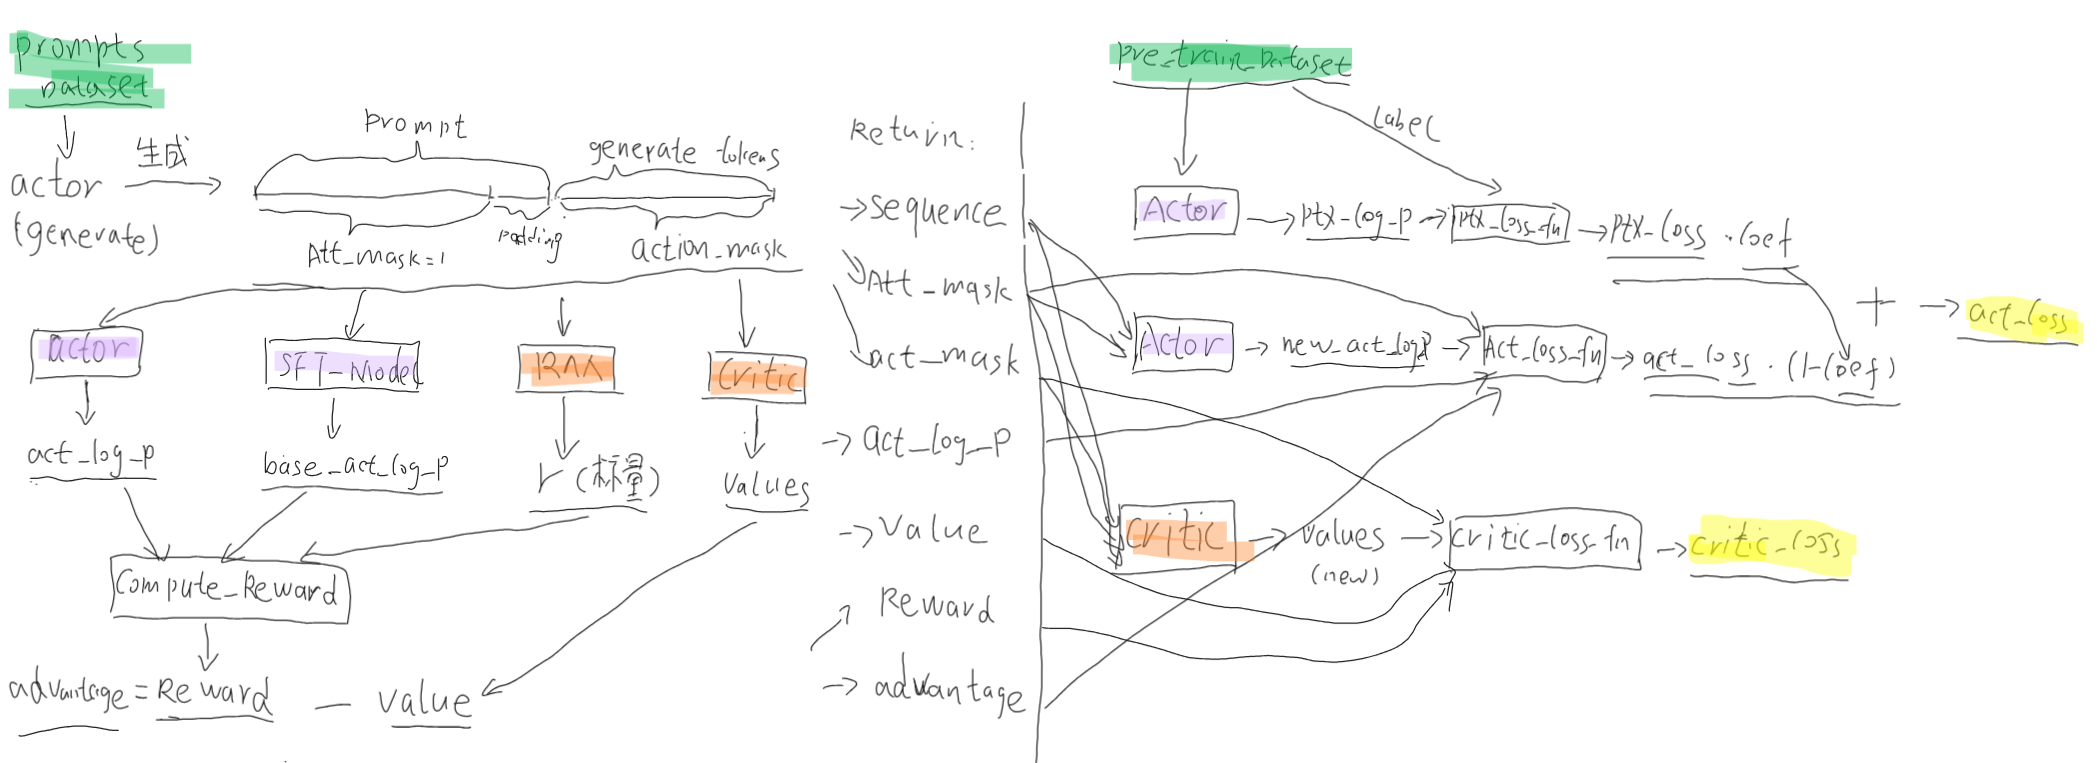 prompts
Dataset
actor
(generate)
生成
prompt
generate tokens
Att_mask=1
padding
action_mask
actor
SFT_Model
RM
Critic
act_log_p
base_act_log_p
r (标量)
values
Compute_Reward
advantage = Reward — value
Return:
→ sequence
Att_mask
act_mask
→ act_log_p
→ Value
Reward
→ advantage
pre_train_Dataset
Label
Actor → ptx_log_p → ptx_loss_fn → ptx_loss · Coef
Actor → new_act_logp → Act_loss_fn → act_loss · (1-Coef)
+ → act_loss
critic → values → critic_loss_fn → critic_loss
(new)